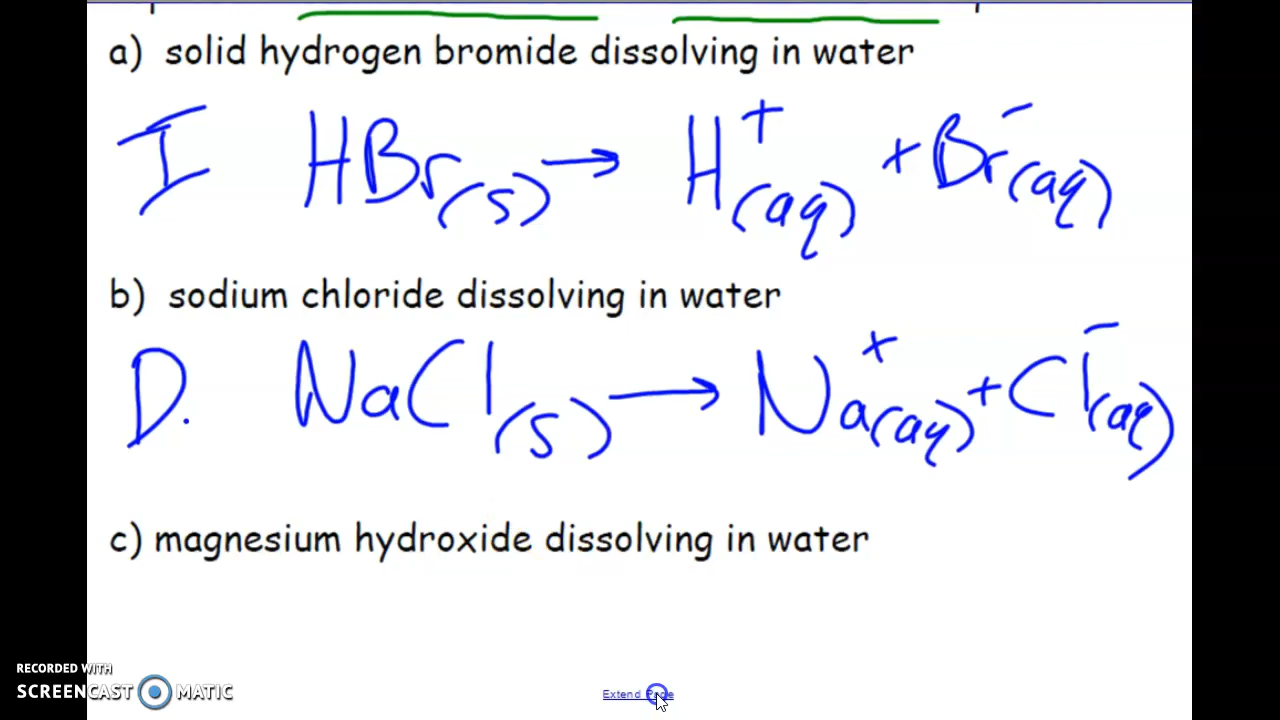 a) solid hydrogen bromide dissolving in water
I HBr(s) → H⁺(aq) + Br⁻(aq)
b) sodium chloride dissolving in water
D. NaCl(s) → Na⁺(aq) + Cl⁻(aq)
c) magnesium hydroxide dissolving in water
RECORDED WITH
SCREENCAST MATIC
Extend Page